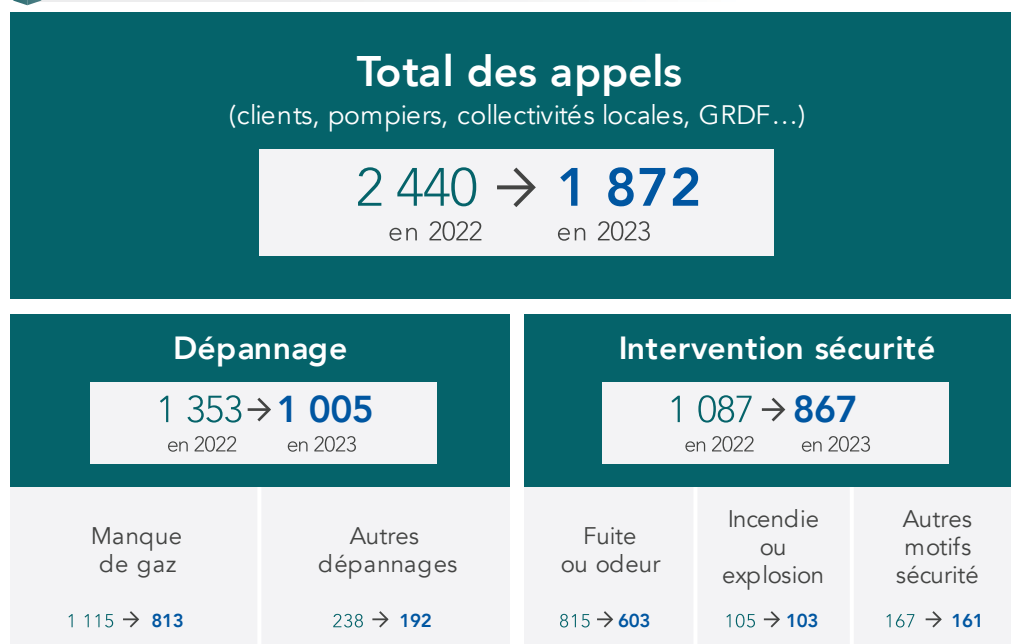 Total des appels
(clients, pompiers, collectivités locales, GRDF…)
2 440 → 1 872
en 2022 en 2023
Dépannage
1 353 → 1 005
en 2022 en 2023
Manque
de gaz
1 115 → 813
Autres
dépannages
238 → 192
Intervention sécurité
1 087 → 867
en 2022 en 2023
Fuite
ou odeur
815 → 603
Incendie
ou
explosion
105 → 103
Autres
motifs
sécurité
167 → 161